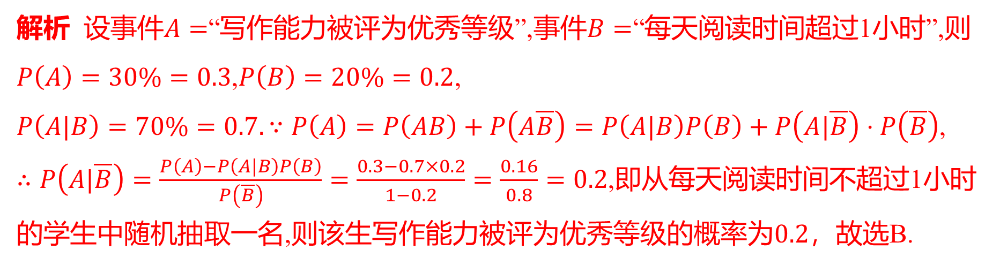 解析 设事件A =“写作能力被评为优秀等级”,事件B =“每天阅读时间超过1小时”,则
P(A) = 30% = 0.3,P(B) = 20% = 0.2,
P(A|B) = 70% = 0.7.∵ P(A) = P(AB) + P(A\overline{B}) = P(A|B)P(B) + P(A|\overline{B}) · P(\overline{B}),
∴ P(A|\overline{B}) = \frac{P(A)−P(A|B)P(B)}{P(\overline{B})} = \frac{0.3−0.7×0.2}{1−0.2} = \frac{0.16}{0.8} = 0.2,即从每天阅读时间不超过1小时
的学生中随机抽取一名,则该生写作能力被评为优秀等级的概率为0.2，故选B.